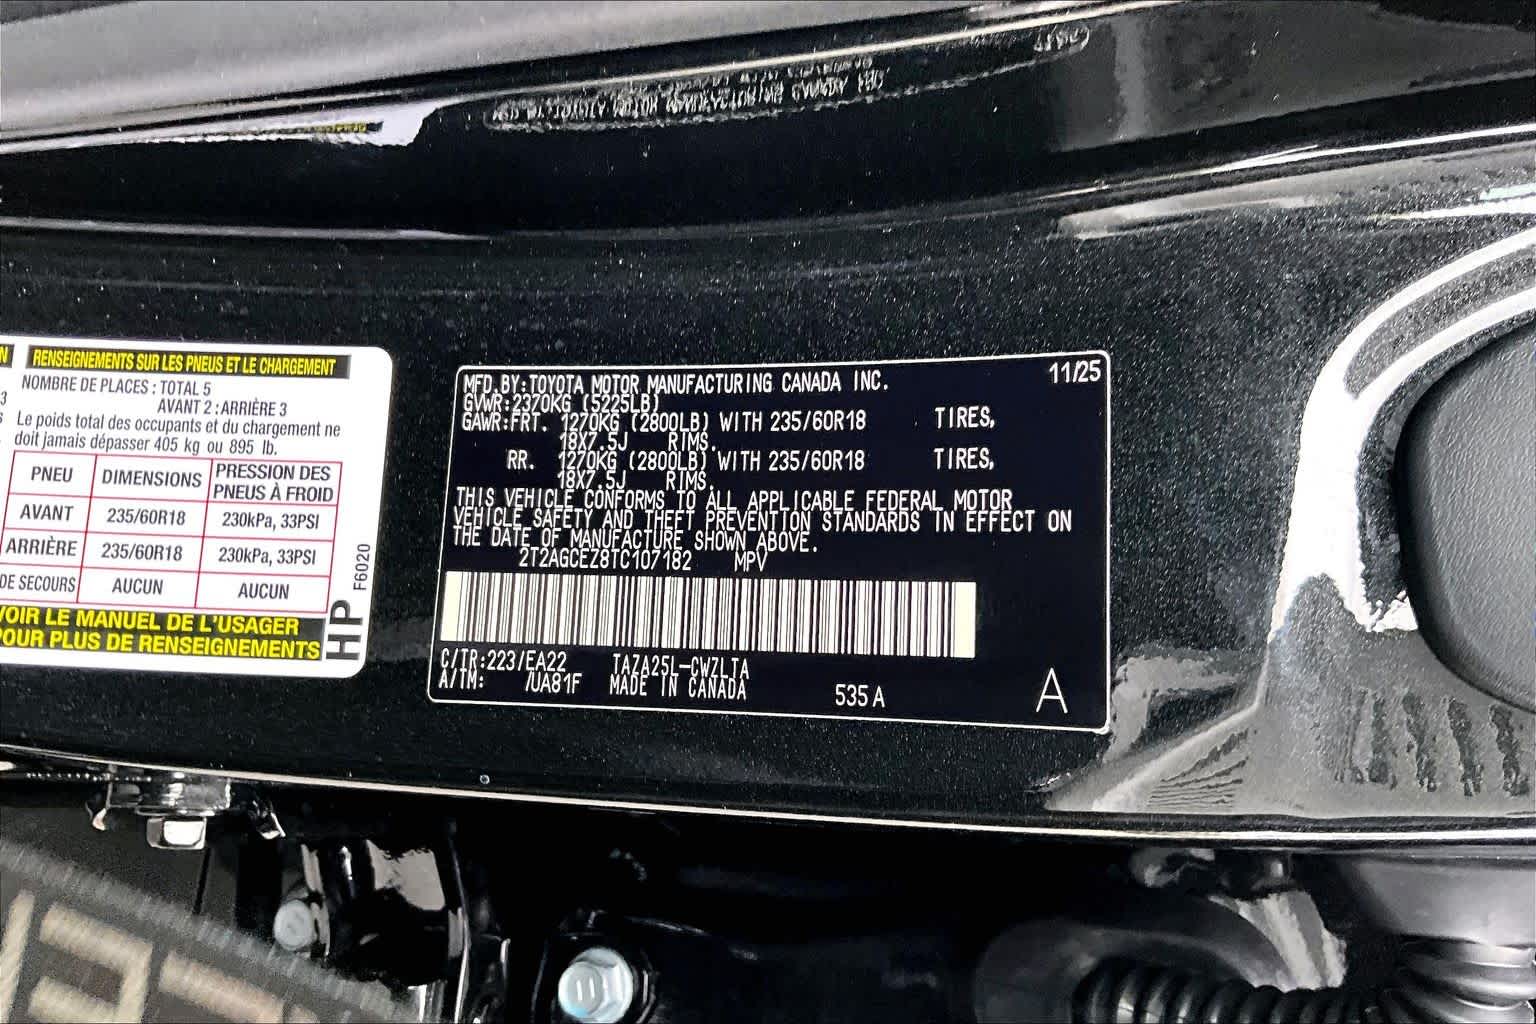 RENSEIGNEMENTS SUR LES PNEUS ET LE CHARGEMENT
NOMBRE DE PLACES : TOTAL 5
AVANT 2 : ARRIÈRE 3
Le poids total des occupants et du chargement ne
doit jamais dépasser 405 kg ou 895 lb.
PNEU DIMENSIONS PRESSION DES PNEUS À FROID
AVANT 235/60R18 230kPa, 33PSI
ARRIÈRE 235/60R18 230kPa, 33PSI
DE SECOURS AUCUN AUCUN
VOIR LE MANUEL DE L'USAGER
POUR PLUS DE RENSEIGNEMENTS
HP F6020
MFD.BY:TOYOTA MOTOR MANUFACTURING CANADA INC. 11/25
GVWR:2370KG (5225LB)
GAWR:FRT. 1270KG (2800LB) WITH 235/60R18 TIRES,
18X7.5J RIMS.
RR. 1270KG (2800LB) WITH 235/60R18 TIRES,
18X7.5J RIMS.
THIS VEHICLE CONFORMS TO ALL APPLICABLE FEDERAL MOTOR
VEHICLE SAFETY AND THEFT PREVENTION STANDARDS IN EFFECT ON
THE DATE OF MANUFACTURE SHOWN ABOVE.
2T2AGCEZ8TC107182 MPV
C/TR:223/EA22 TAZA25L-CWZLTA
A/TM: /UA81F MADE IN CANADA 535 A A